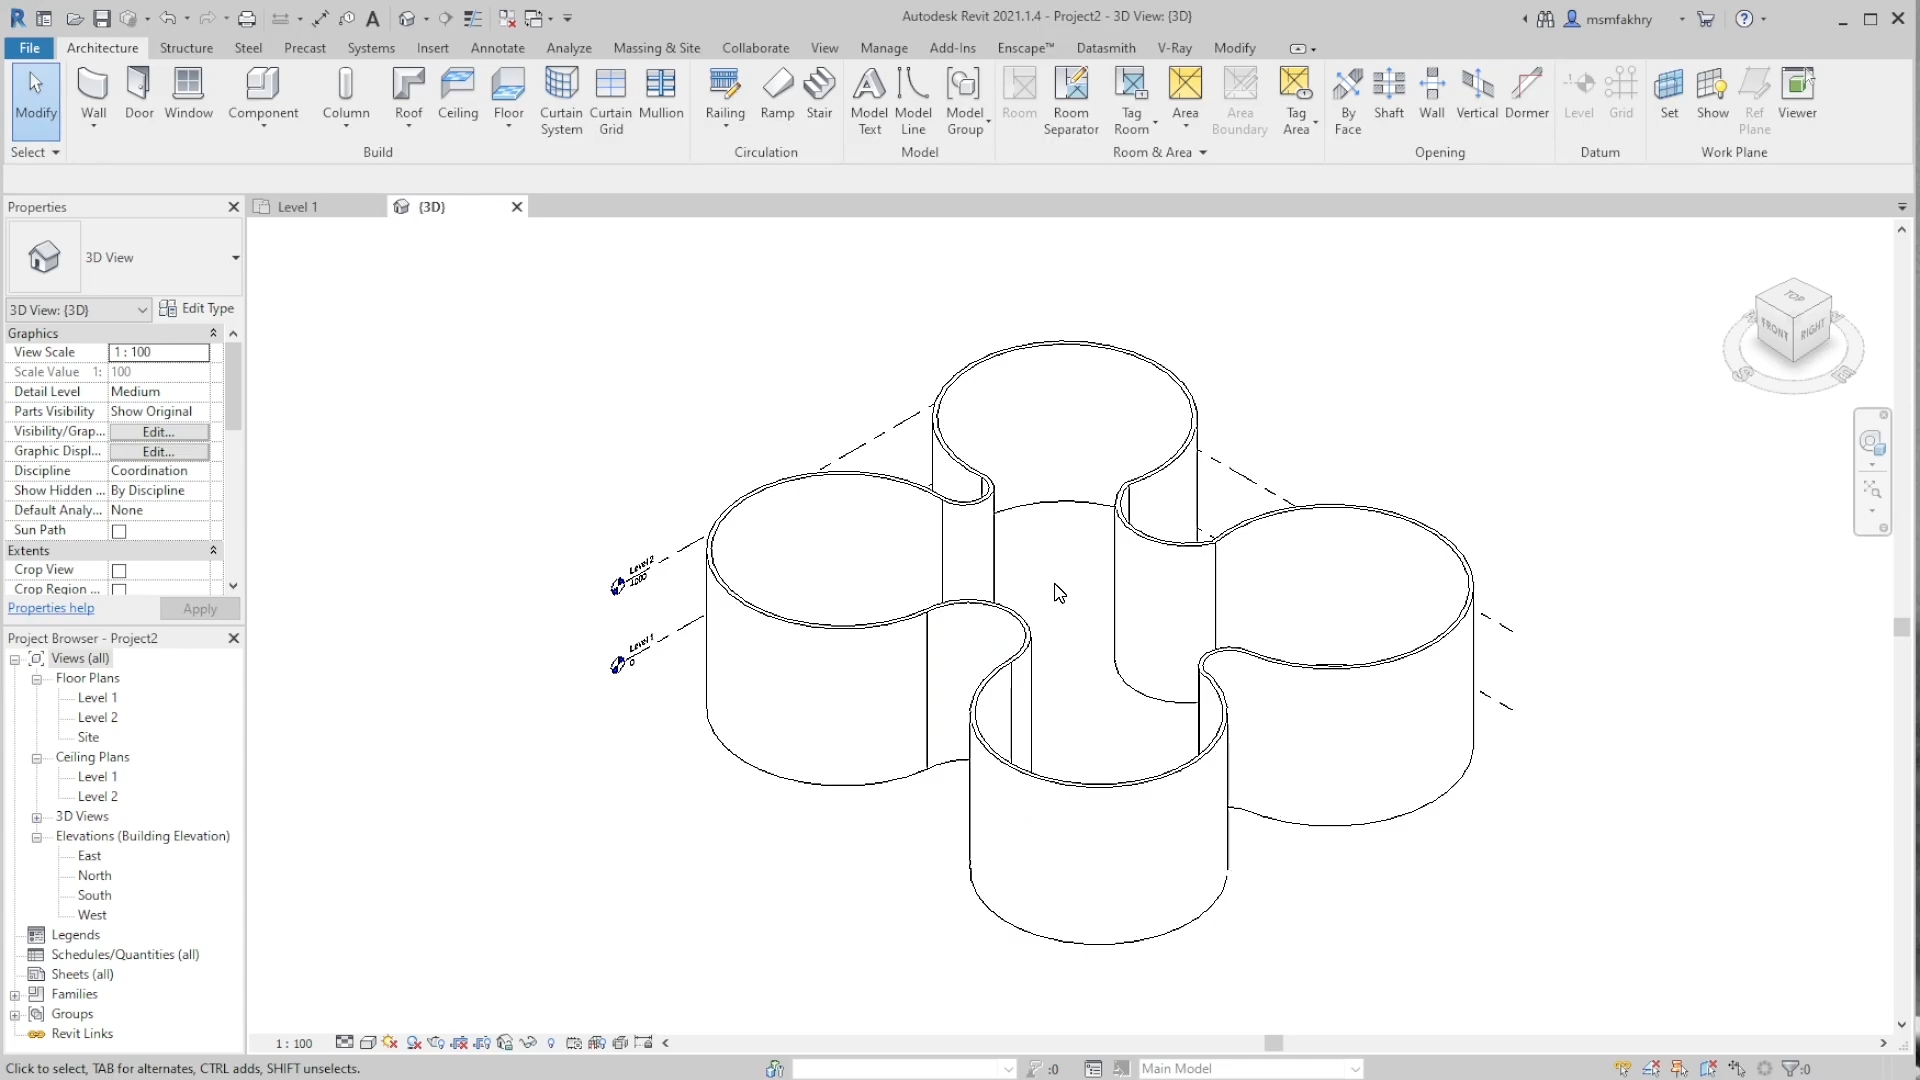 Autodesk Revit 2021.1.4 - Project2 - 3D View: {3D}
msmfakhry
File Architecture Structure Steel Precast Systems Insert Annotate Analyze Massing & Site Collaborate View Manage Add-Ins Enscape™ Datasmith V-Ray Modify
Modify Wall Door Window Component Column Roof Ceiling Floor Curtain System Curtain Grid Mullion Railing Ramp Stair Model Text Model Line Model Group Room Room Separator Tag Room Area Area Boundary Tag Area By Face Shaft Wall Vertical Dormer Level Grid Set Show Ref Plane Viewer
Select Build Circulation Model Room & Area Opening Datum Work Plane
Properties
Level 1
{3D}
3D View
3D View: {3D}
Edit Type
Graphics
View Scale 1 : 100
Scale Value 1: 100
Detail Level Medium
Parts Visibility Show Original
Visibility/Grap... Edit...
Graphic Displ... Edit...
Discipline Coordination
Show Hidden ... By Discipline
Default Analy... None
Sun Path
Extents
Crop View
Crop Region ...
Properties help
Apply
Project Browser - Project2
Views (all)
Floor Plans
Level 1
Level 2
Site
Ceiling Plans
Level 1
Level 2
3D Views
Elevations (Building Elevation)
East
North
South
West
Legends
Schedules/Quantities (all)
Sheets (all)
Families
Groups
Revit Links
TOP
FRONT
RIGHT
Level 2
Level 1
0
1 : 100
Click to select, TAB for alternates, CTRL adds, SHIFT unselects.
:0
Main Model
:0